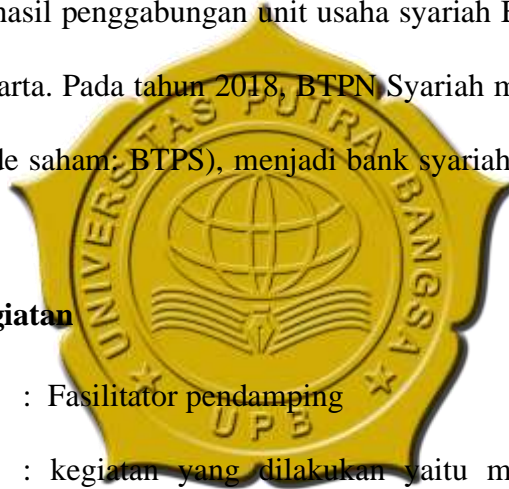 hasil penggabungan unit usaha syariah
arta. Pada tahun 2018, BTPN Syariah m
de saham: BTPS), menjadi bank syariah
giatan
: Fasilitator pendamping
: kegiatan yang dilakukan yaitu m
UNIVERSITAS PUTRA BANGSA
UPB